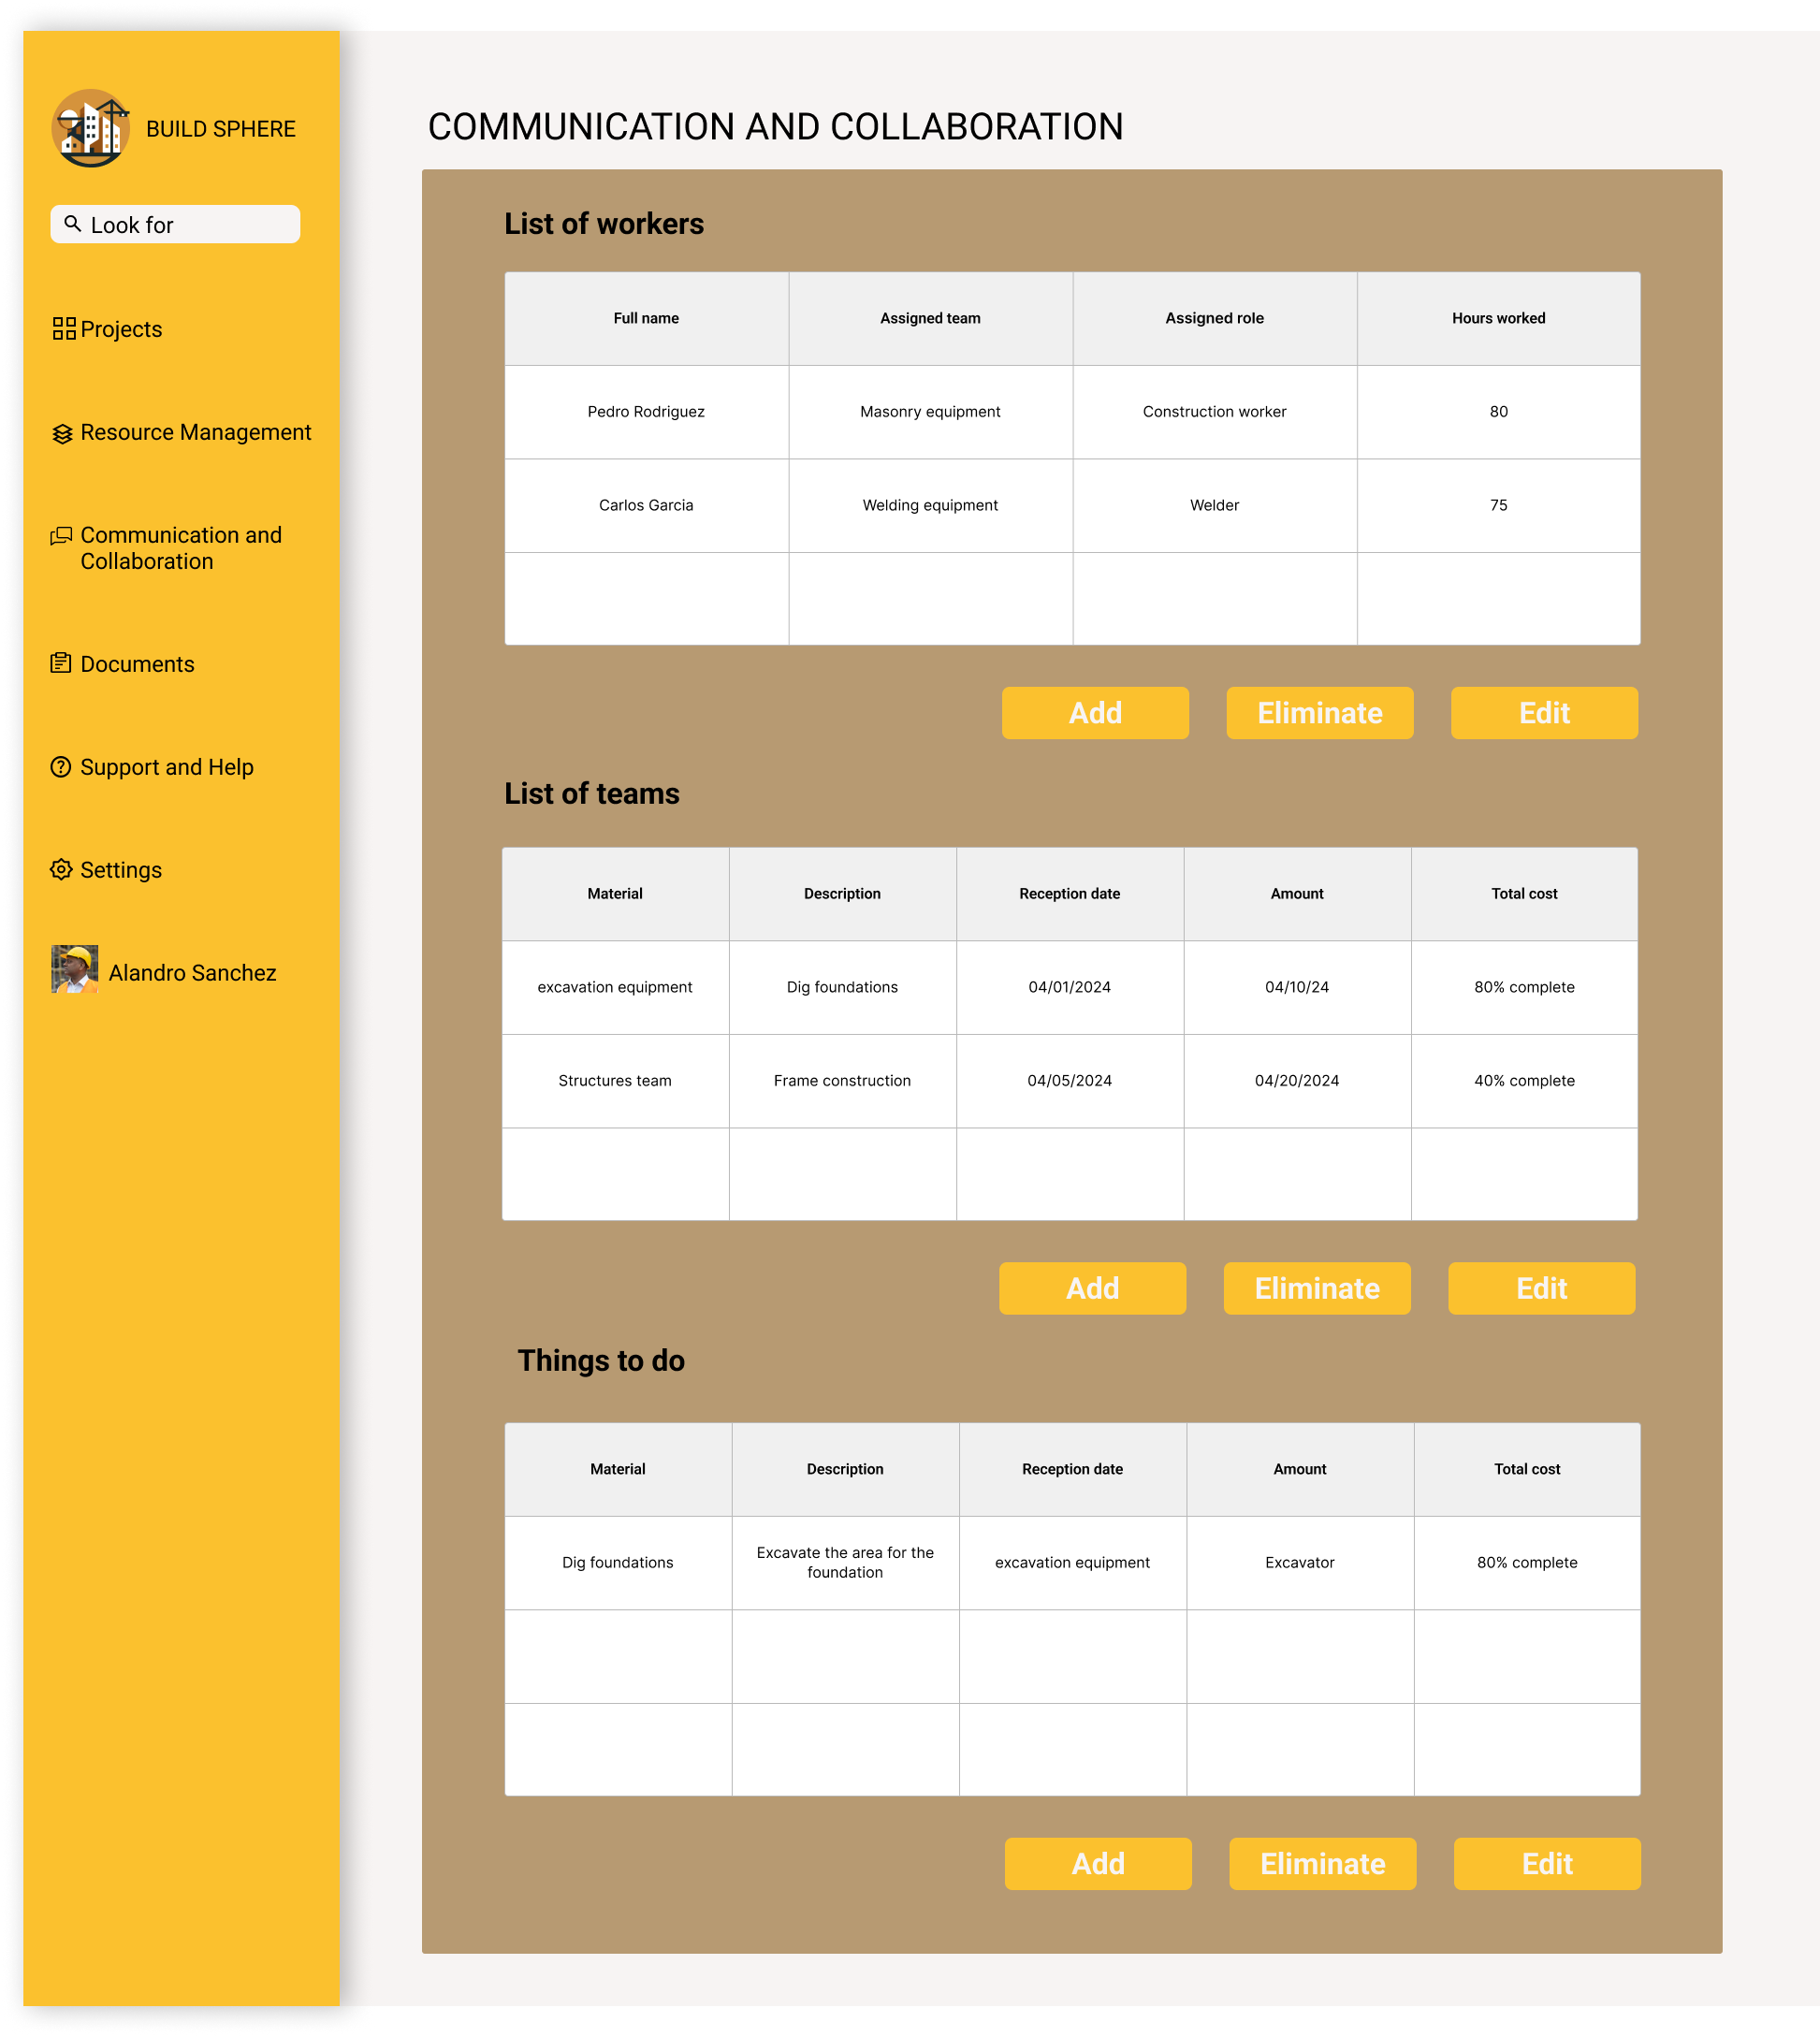 BUILD SPHERE
Look for
Projects
Resource Management
Communication and
Collaboration
Documents
Support and Help
Settings
Alandro Sanchez
COMMUNICATION AND COLLABORATION
List of workers
Full name Assigned team Assigned role Hours worked
Pedro Rodriguez Masonry equipment Construction worker 80
Carlos Garcia Welding equipment Welder 75
Add Eliminate Edit
List of teams
Material Description Reception date Amount Total cost
excavation equipment Dig foundations 04/01/2024 04/10/24 80% complete
Structures team Frame construction 04/05/2024 04/20/2024 40% complete
Add Eliminate Edit
Things to do
Material Description Reception date Amount Total cost
Dig foundations Excavate the area for the
foundation excavation equipment Excavator 80% complete
Add Eliminate Edit